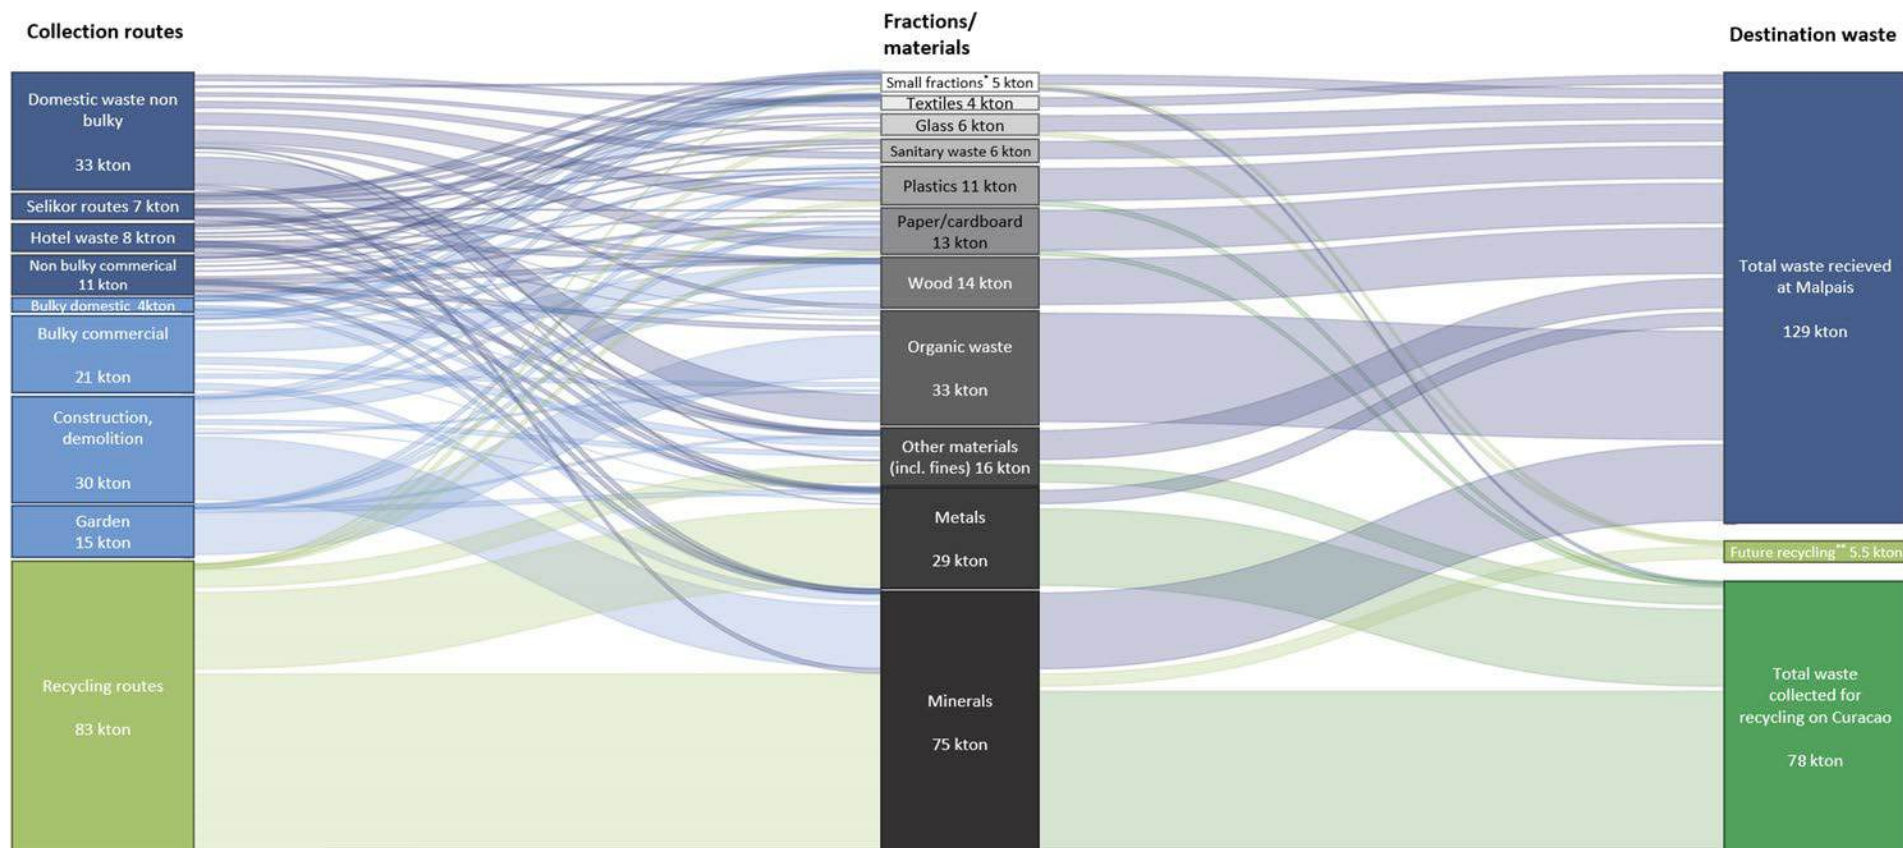 Collection routes
Domestic waste non
bulky
33 kton
Selikor routes 7 kton
Hotel waste 8 ktron
Non bulky commerical
11 kton
Bulky domestic 4kton
Bulky commercial
21 kton
Construction,
demolition
30 kton
Garden
15 kton
Recycling routes
83 kton
Fractions/
materials
Small fractions* 5 kton
Textiles 4 kton
Glass 6 kton
Sanitary waste 6 kton
Plastics 11 kton
Paper/cardboard
13 kton
Wood 14 kton
Organic waste
33 kton
Other materials
(incl. fines) 16 kton
Metals
29 kton
Minerals
75 kton
Destination waste
Total waste recieved
at Malpais
129 kton
Future recycling** 5.5 kton
Total waste
collected for
recycling on Curacao
78 kton